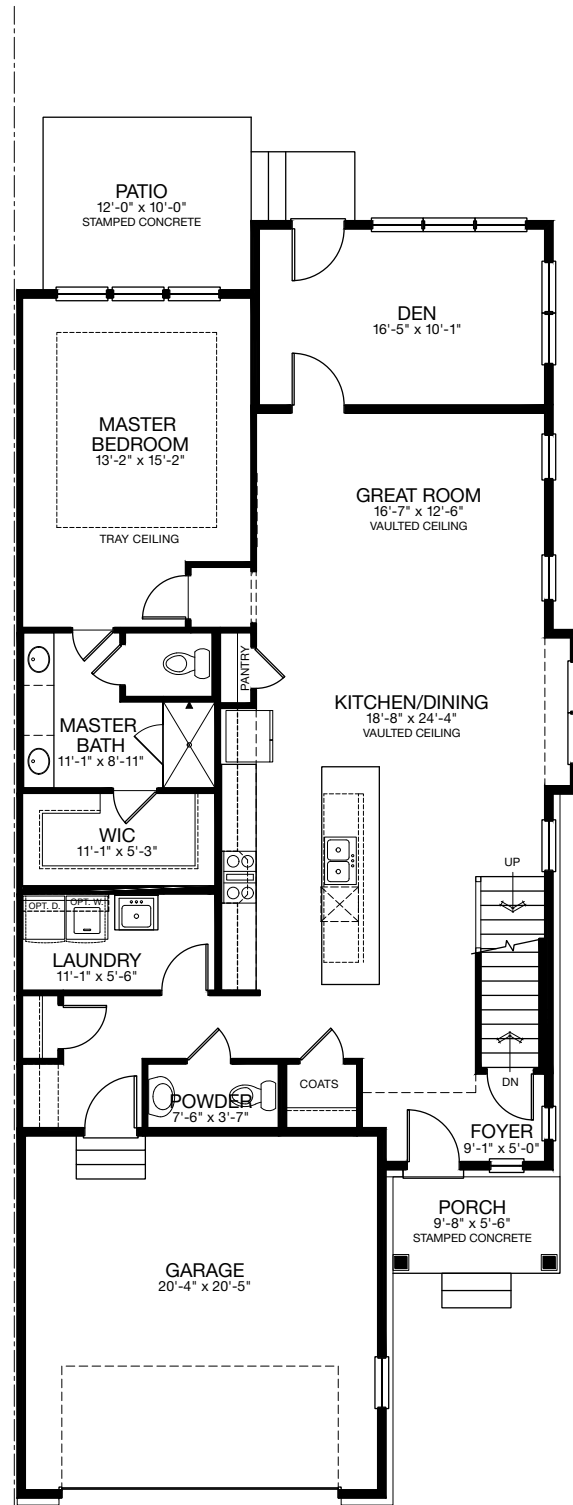 PATIO
12'-0" x 10'-0"
STAMPED CONCRETE
DEN
16'-5" x 10'-1"
MASTER
BEDROOM
13'-2" x 15'-2"
TRAY CEILING
GREAT ROOM
16'-7" x 12'-6"
VAULTED CEILING
PANTRY
KITCHEN/DINING
18'-8" x 24'-4"
VAULTED CEILING
MASTER
BATH
11'-1" x 8'-11"
WIC
11'-1" x 5'-3"
UP
OPT. D.
OPT. W.
LAUNDRY
11'-1" x 5'-6"
DN
COATS
POWDER
7'-6" x 3'-7"
FOYER
9'-1" x 5'-0"
PORCH
9'-8" x 5'-6"
STAMPED CONCRETE
GARAGE
20'-4" x 20'-5"